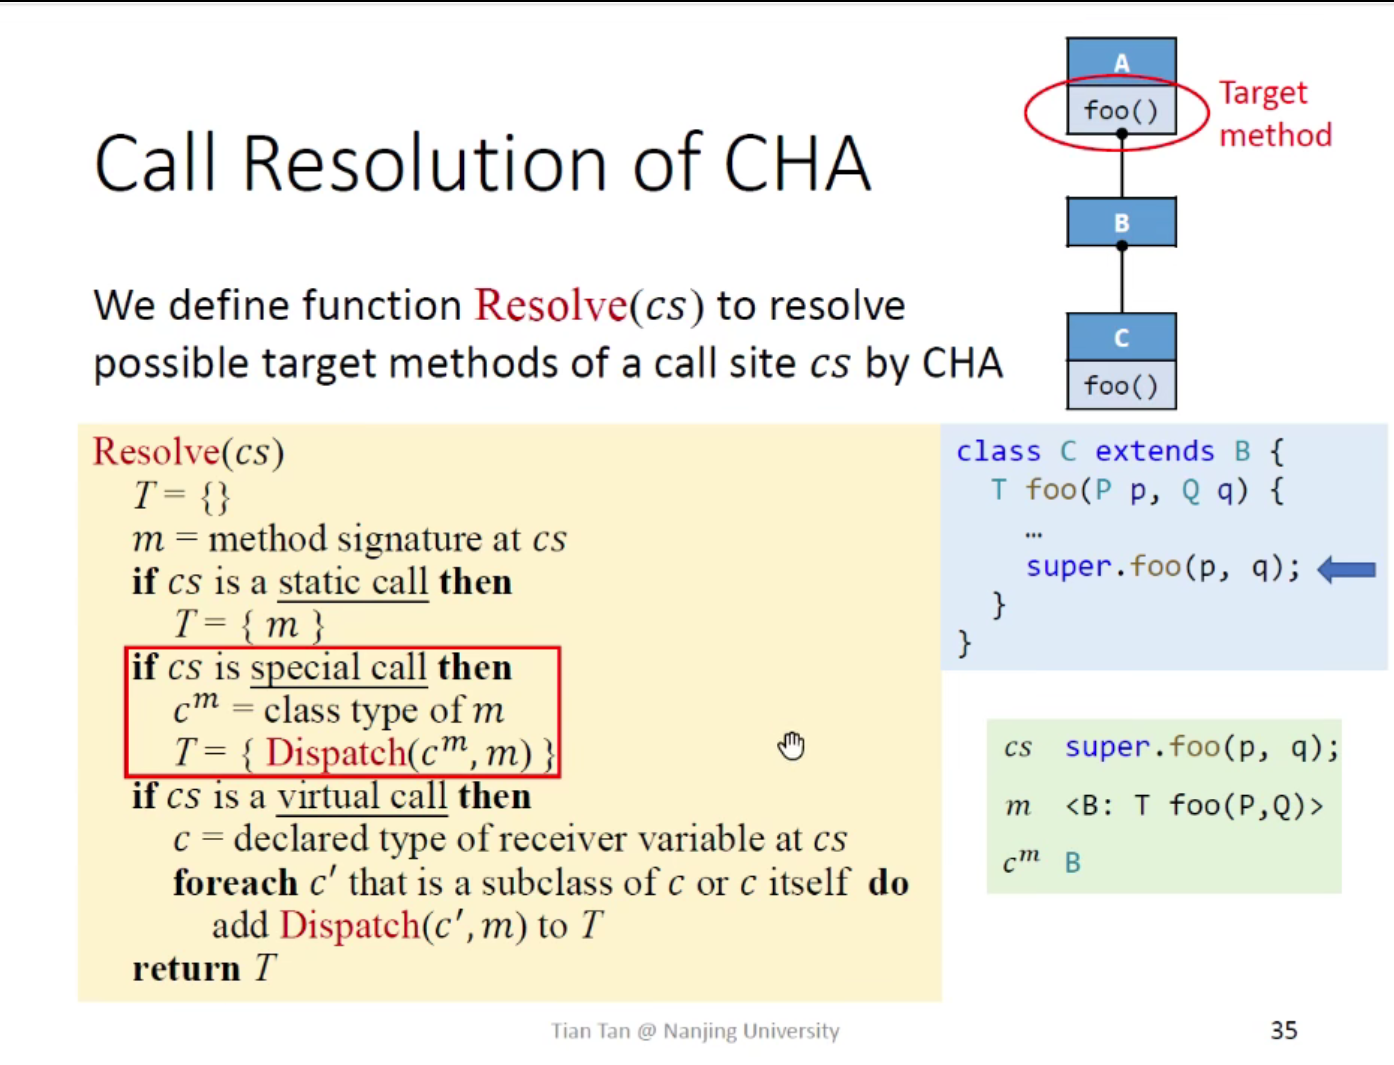 A
foo()
Target
method
Call Resolution of CHA
B
C
foo()
We define function Resolve(cs) to resolve
possible target methods of a call site cs by CHA
Resolve(cs)
T = {}
m = method signature at cs
if cs is a static call then
T = { m }
if cs is special call then
cᵐ = class type of m
T = { Dispatch(cᵐ, m) }
if cs is a virtual call then
c = declared type of receiver variable at cs
foreach c′ that is a subclass of c or c itself do
add Dispatch(c′, m) to T
return T
class C extends B {
T foo(P p, Q q) {
…
super.foo(p, q);
}
}
cs super.foo(p, q);
m <B: T foo(P,Q)>
cᵐ B
Tian Tan @ Nanjing University
35